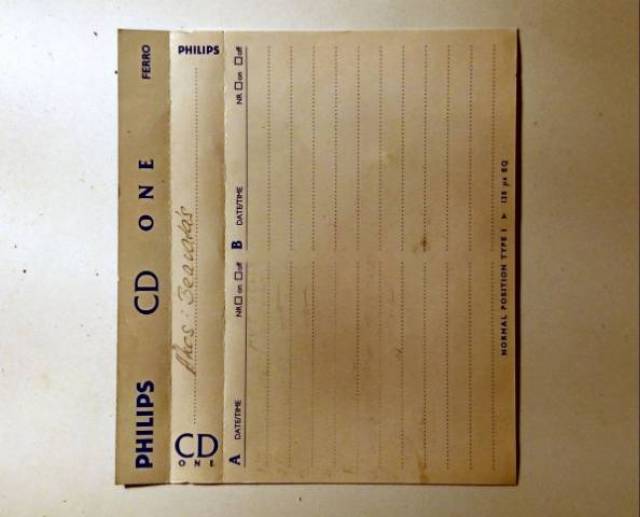 PHILIPS CD ONE FERRO
CD ONE
Ákos:
PHILIPS
A DATE/TIME NR □ on □ off
B DATE/TIME NR □ on □ off
NORMAL POSITION TYPE I ➤ 120 µs EQ